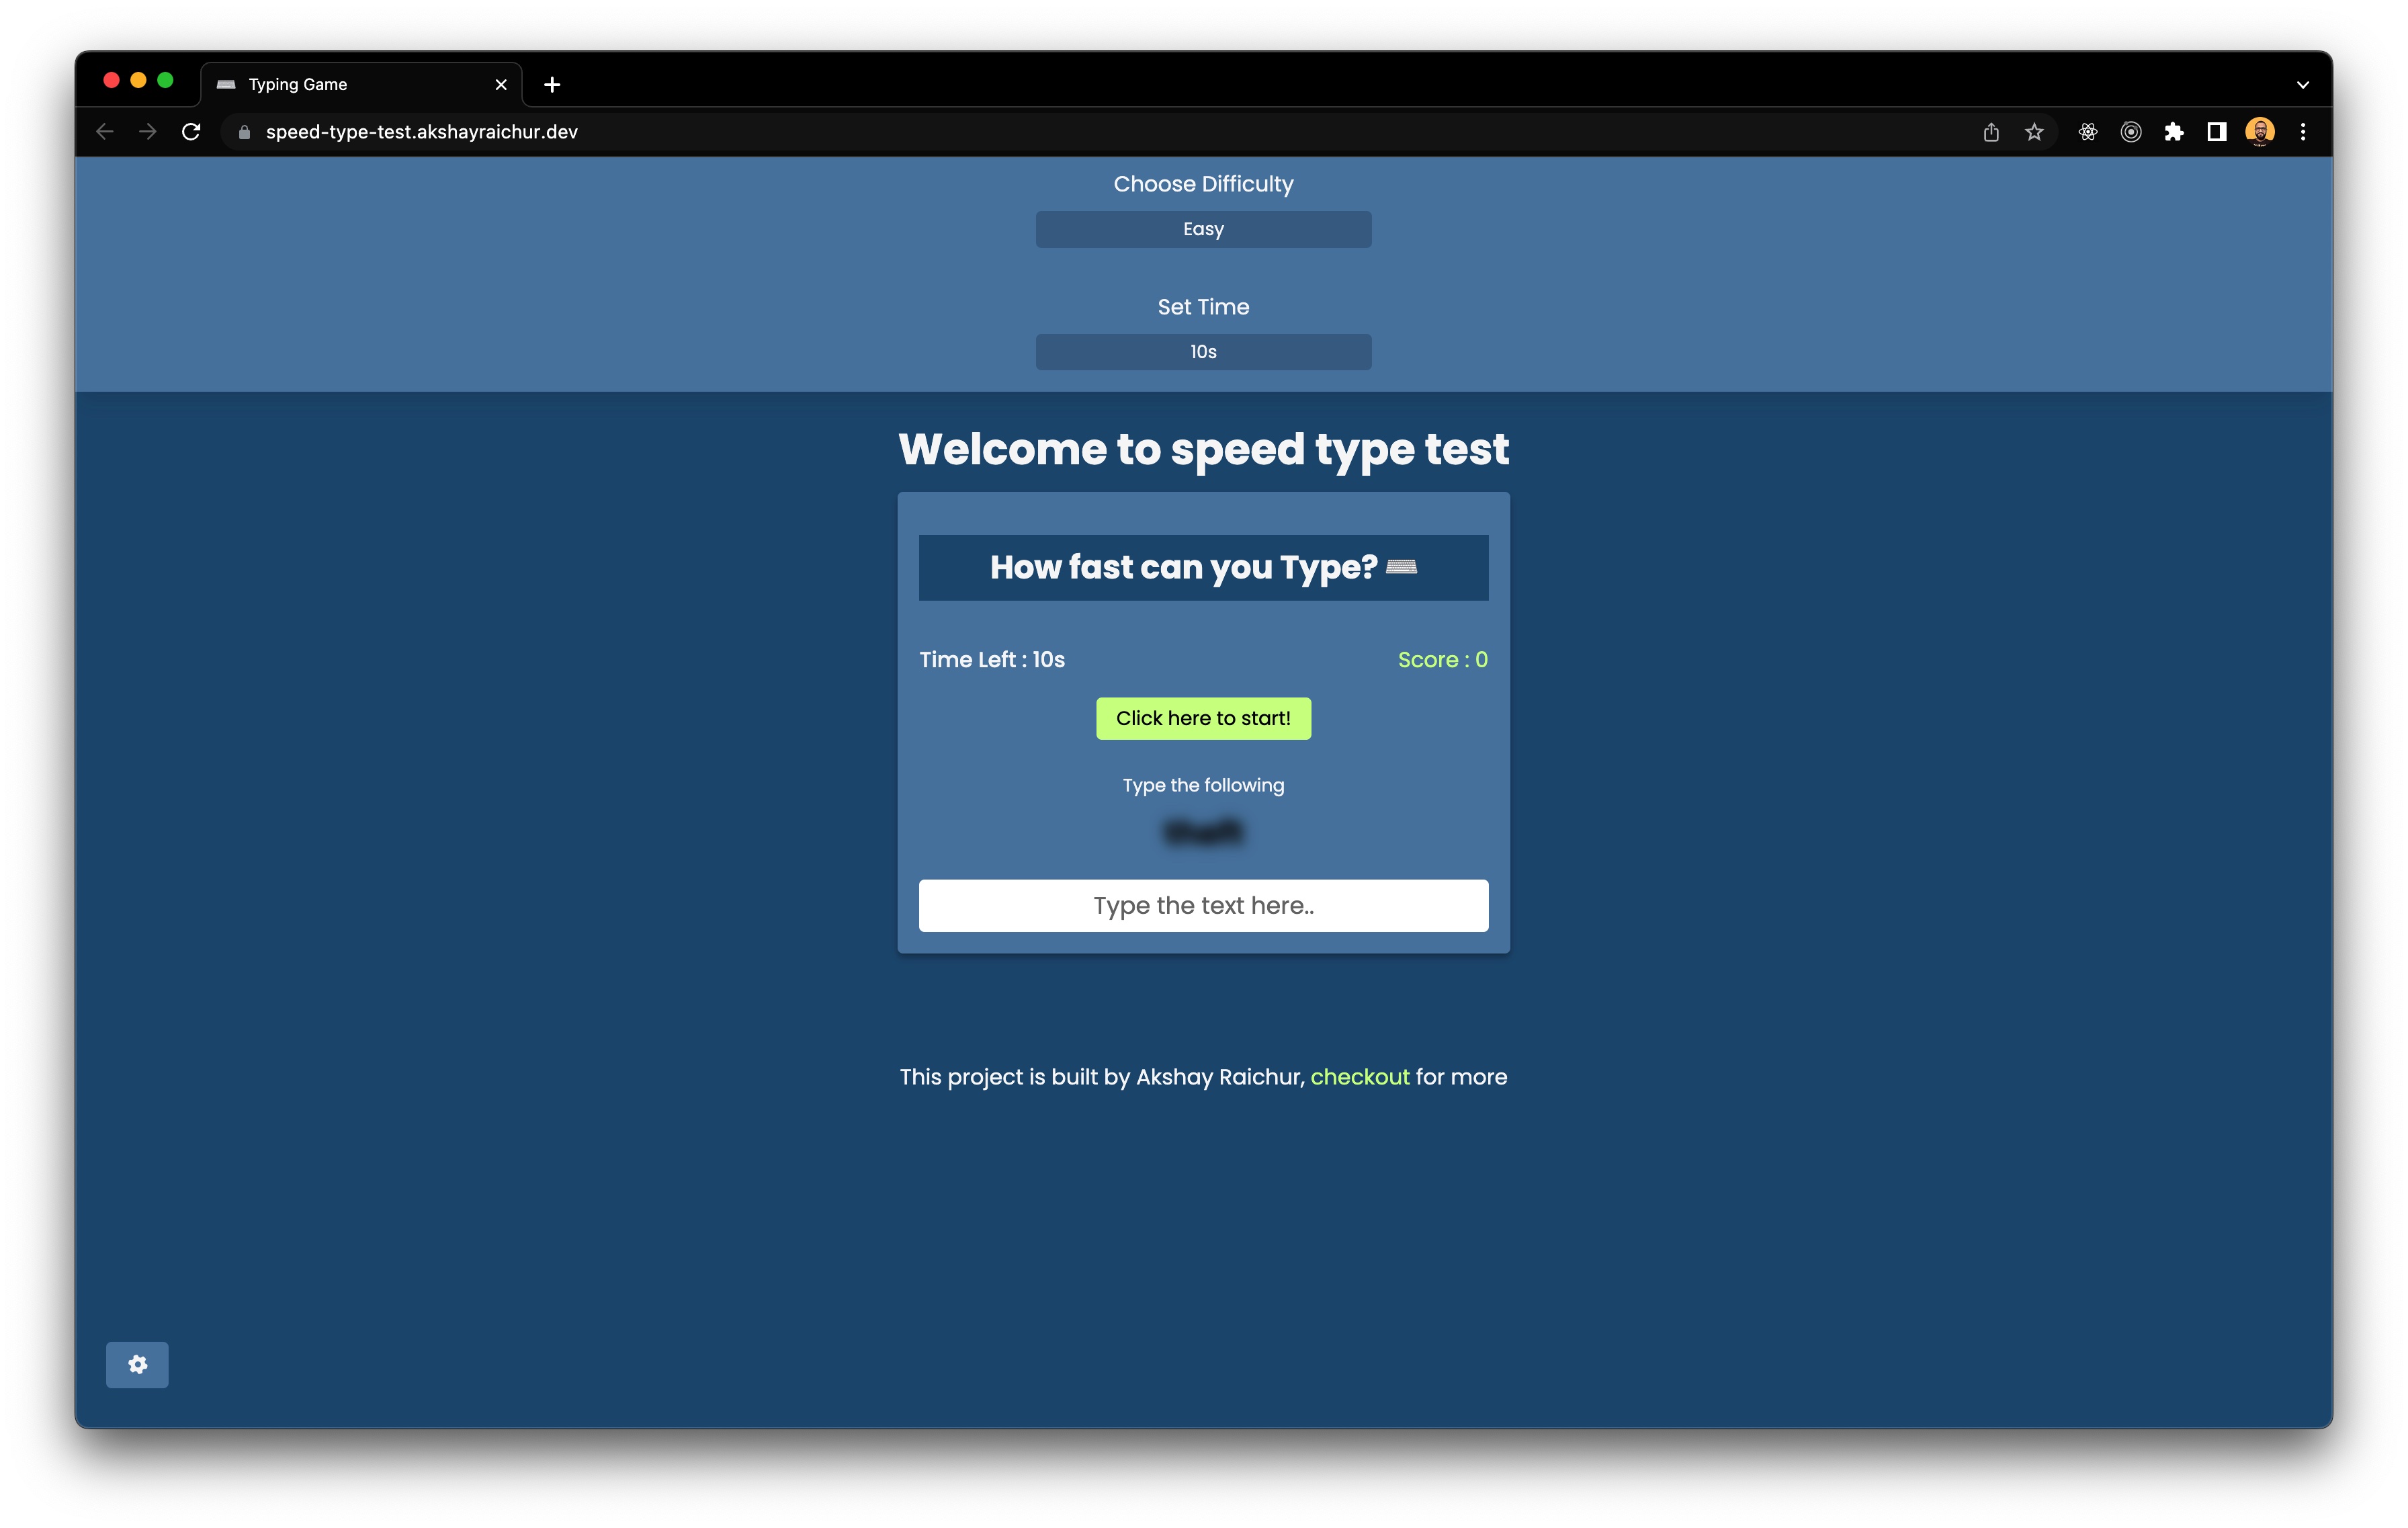 Typing Game
speed-type-test.akshayraichur.dev
Choose Difficulty
Easy
Set Time
10s
Welcome to speed type test
How fast can you Type?
Time Left : 10s
Score : 0
Click here to start!
Type the following
Type the text here..
This project is built by Akshay Raichur, checkout for more